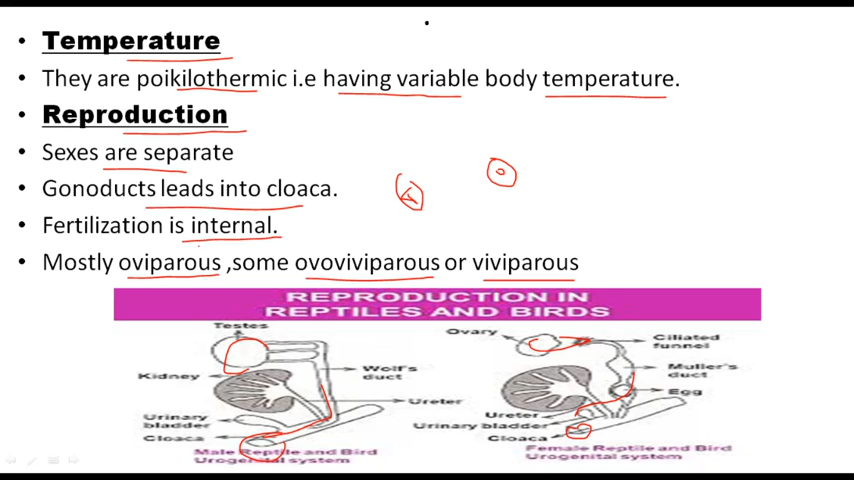 • Temperature
• They are poikilothermic i.e having variable body temperature.
• Reproduction
• Sexes are separate
• Gonoducts leads into cloaca.
• Fertilization is internal.
• Mostly oviparous ,some ovoviviparous or viviparous
REPRODUCTION IN
REPTILES AND BIRDS
Testes
Kidney
Wolf's
duct
Ureter
Urinary
bladder
Cloaca
Male Reptile and Bird
Urogenital system
Ovary
Ciliated
funnel
Muller's
duct
Egg
Ureter
Urinary bladder
Cloaca
Female Reptile and Bird
Urogenital system